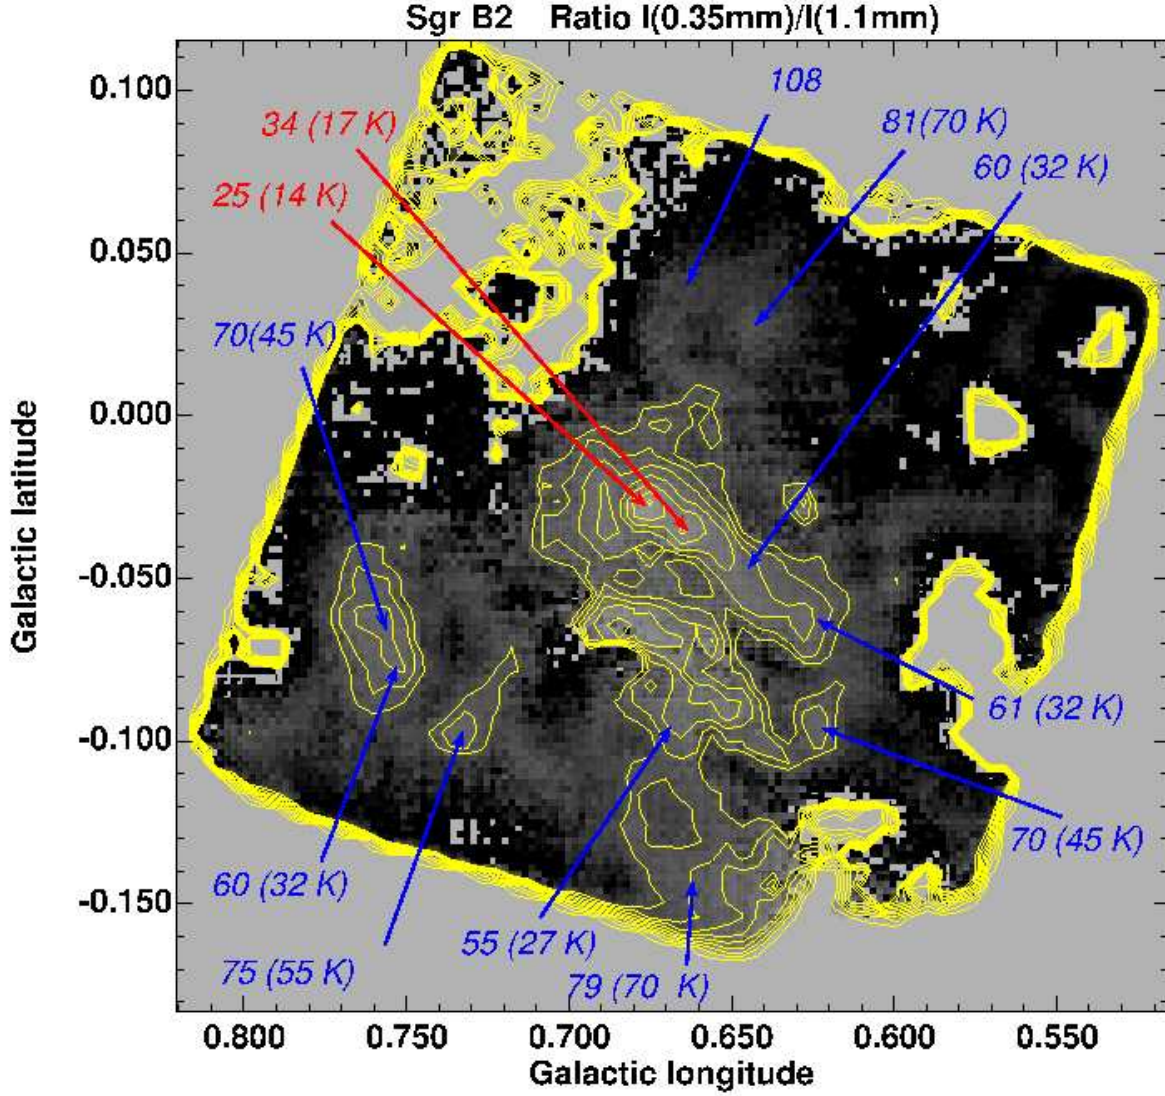 Sgr B2 Ratio I(0.35mm)/I(1.1mm)
0.100
108
34 (17 K)
81(70 K)
60 (32 K)
25 (14 K)
0.050
70(45 K)
0.000
Galactic latitude
-0.050
61 (32 K)
-0.100
70 (45 K)
60 (32 K)
-0.150
55 (27 K)
75 (55 K)
79 (70 K)
0.800 0.750 0.700 0.650 0.600 0.550
Galactic longitude